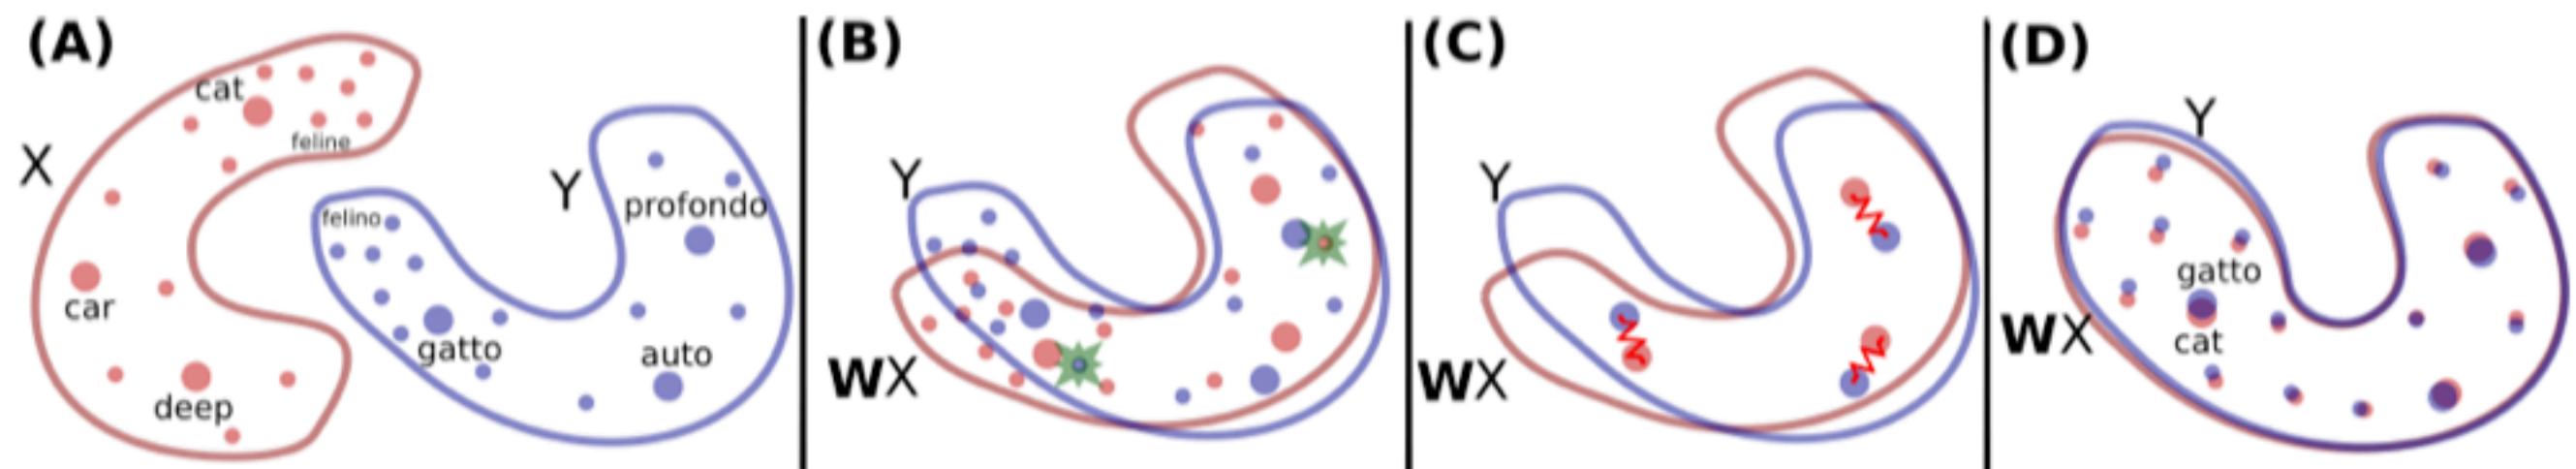 (A)
cat
feline
X
car
deep
Y
felino
profondo
gatto
auto
(B)
Y
WX
(C)
Y
WX
(D)
Y
gatto
WX
cat